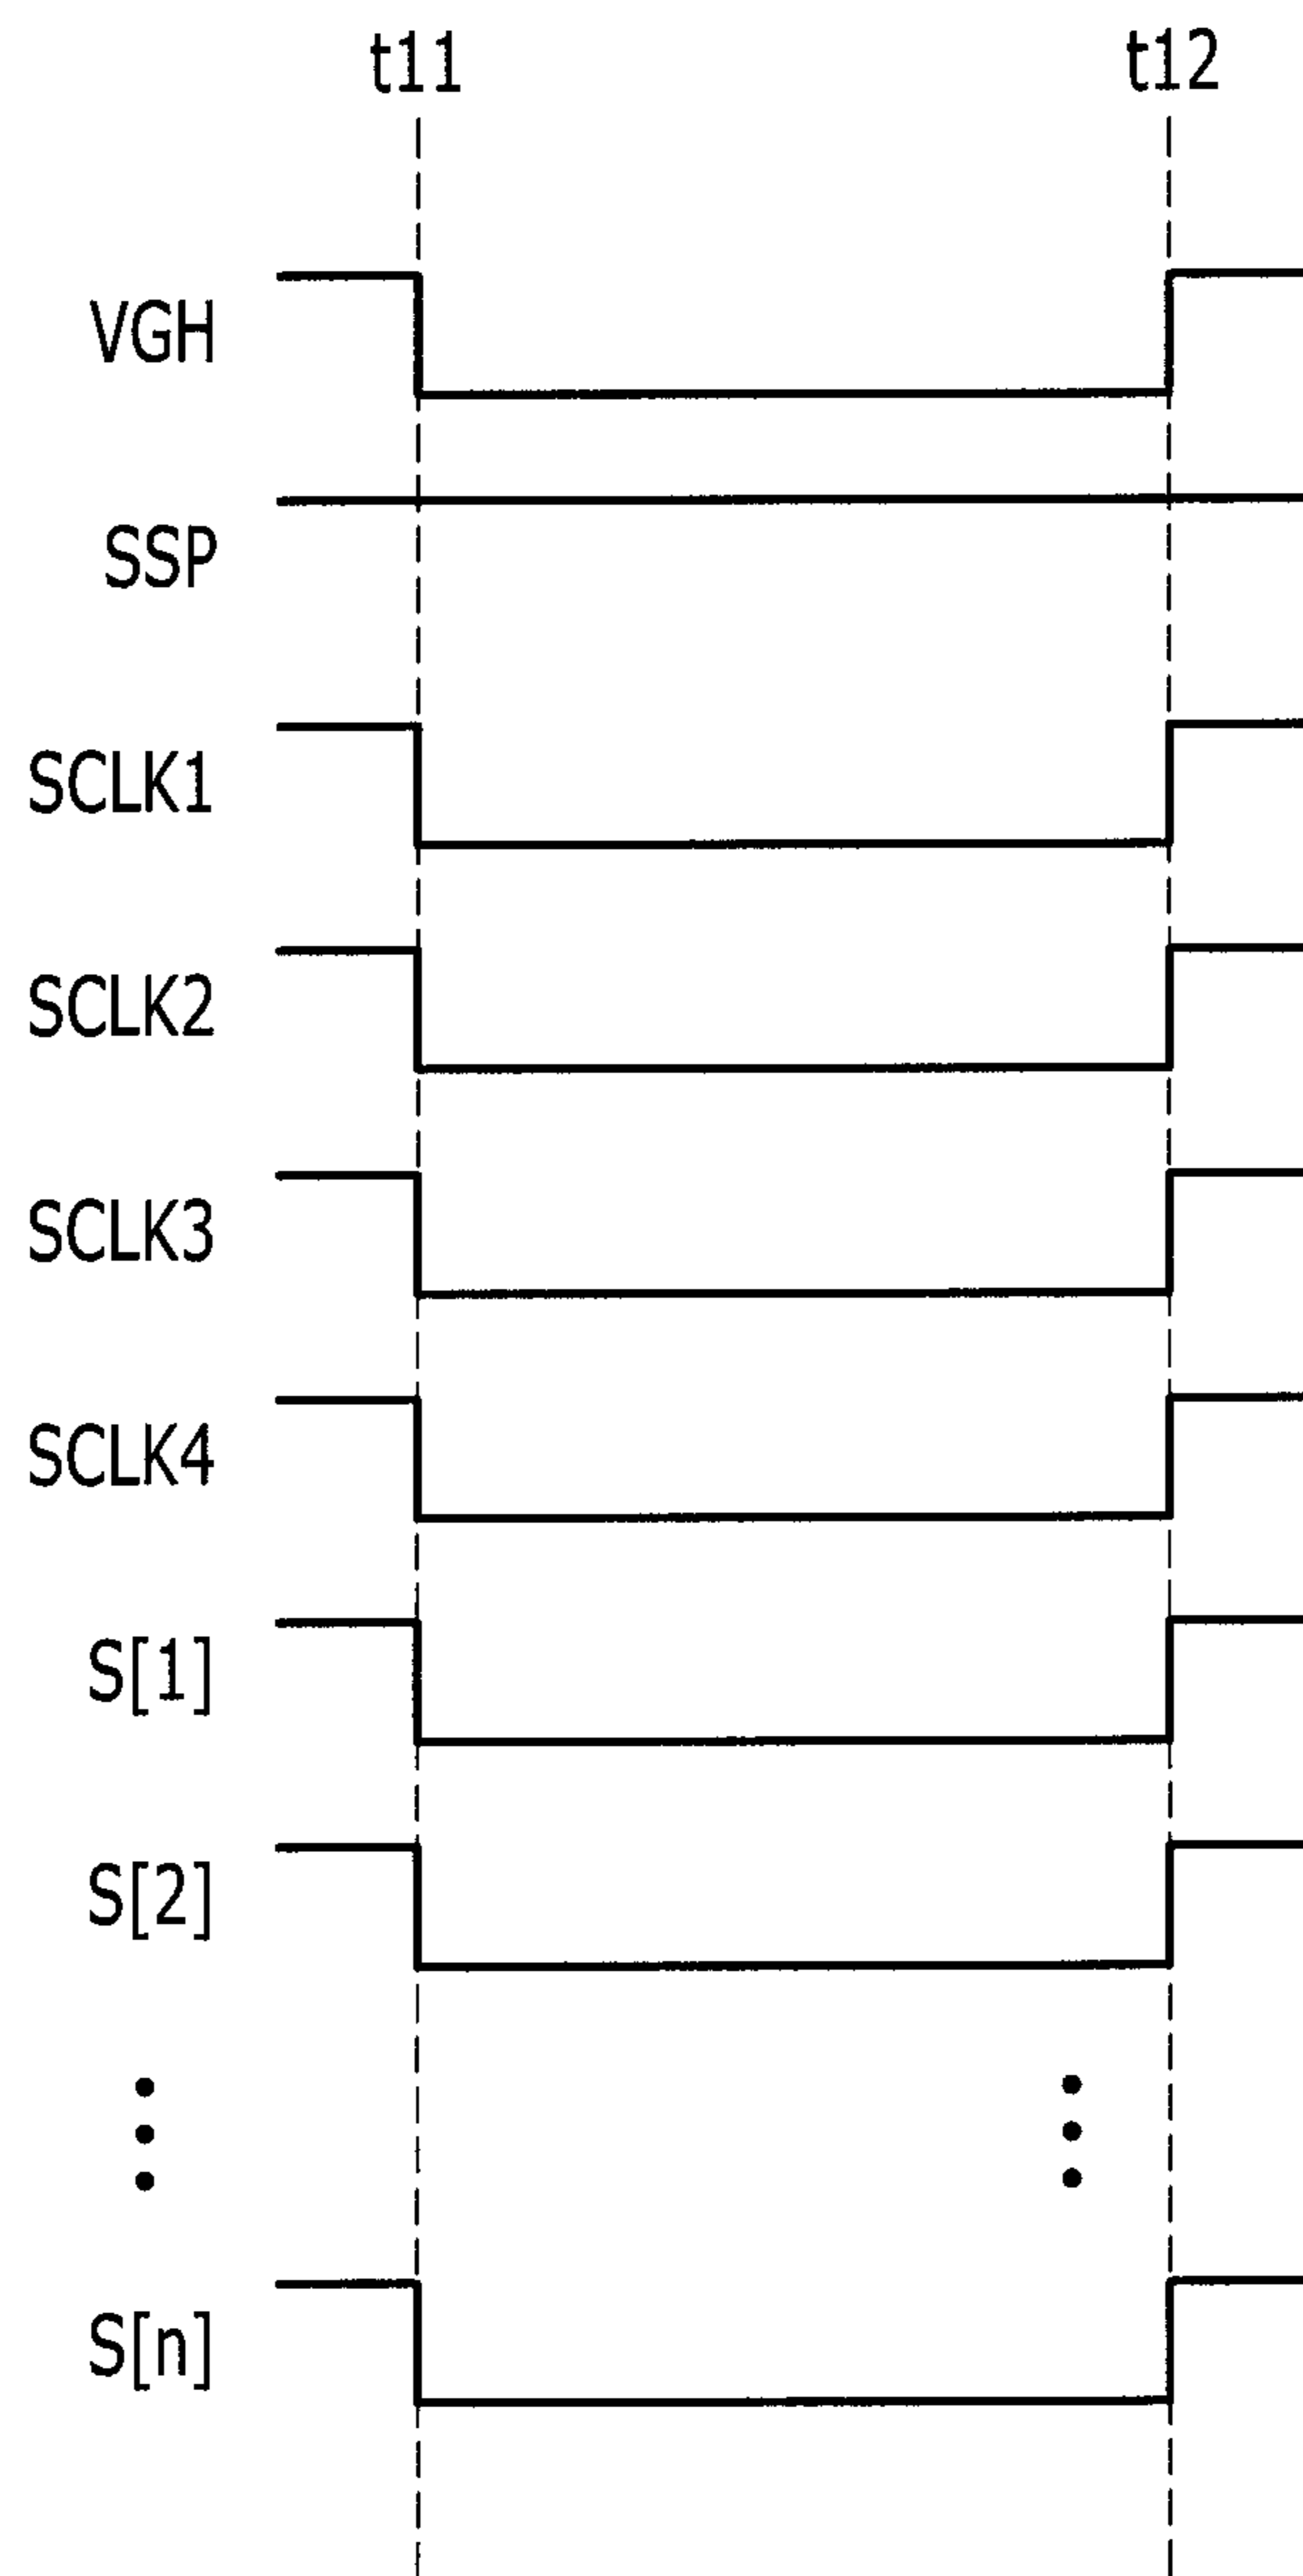 t11 t12
VGH
SSP
SCLK1
SCLK2
SCLK3
SCLK4
S[1]
S[2]
S[n]